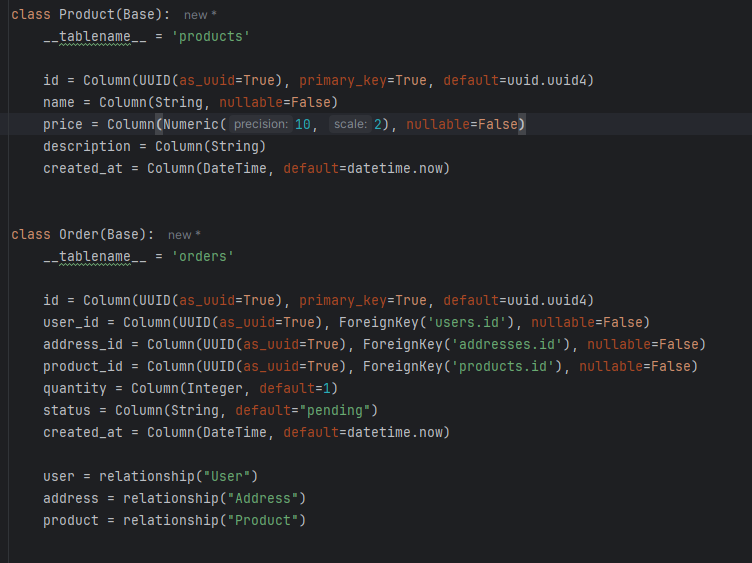 class Product(Base):  new *
    __tablename__ = 'products'

    id = Column(UUID(as_uuid=True), primary_key=True, default=uuid.uuid4)
    name = Column(String, nullable=False)
    price = Column(Numeric( precision: 10,  scale: 2), nullable=False)
    description = Column(String)
    created_at = Column(DateTime, default=datetime.now)


class Order(Base):  new *
    __tablename__ = 'orders'

    id = Column(UUID(as_uuid=True), primary_key=True, default=uuid.uuid4)
    user_id = Column(UUID(as_uuid=True), ForeignKey('users.id'), nullable=False)
    address_id = Column(UUID(as_uuid=True), ForeignKey('addresses.id'), nullable=False)
    product_id = Column(UUID(as_uuid=True), ForeignKey('products.id'), nullable=False)
    quantity = Column(Integer, default=1)
    status = Column(String, default="pending")
    created_at = Column(DateTime, default=datetime.now)

    user = relationship("User")
    address = relationship("Address")
    product = relationship("Product")